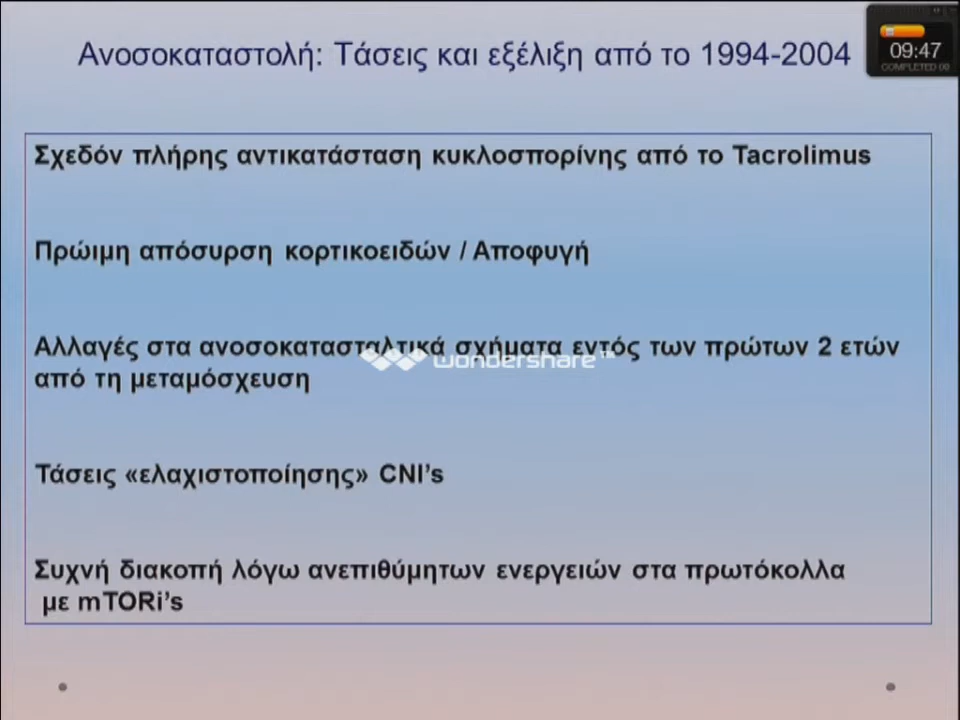 Ανοσοκαταστολή: Τάσεις και εξέλιξη από το 1994-2004
09:47
COMPLETED
Σχεδόν πλήρης αντικατάσταση κυκλοσπορίνης από το Tacrolimus
Πρώιμη απόσυρση κορτικοειδών / Αποφυγή
Αλλαγές στα ανοσοκατασταλτικά σχήματα εντός των πρώτων 2 ετών
wondershare™
από τη μεταμόσχευση
Τάσεις «ελαχιστοποίησης» CNI's
Συχνή διακοπή λόγω ανεπιθύμητων ενεργειών στα πρωτόκολλα
με mTORi's